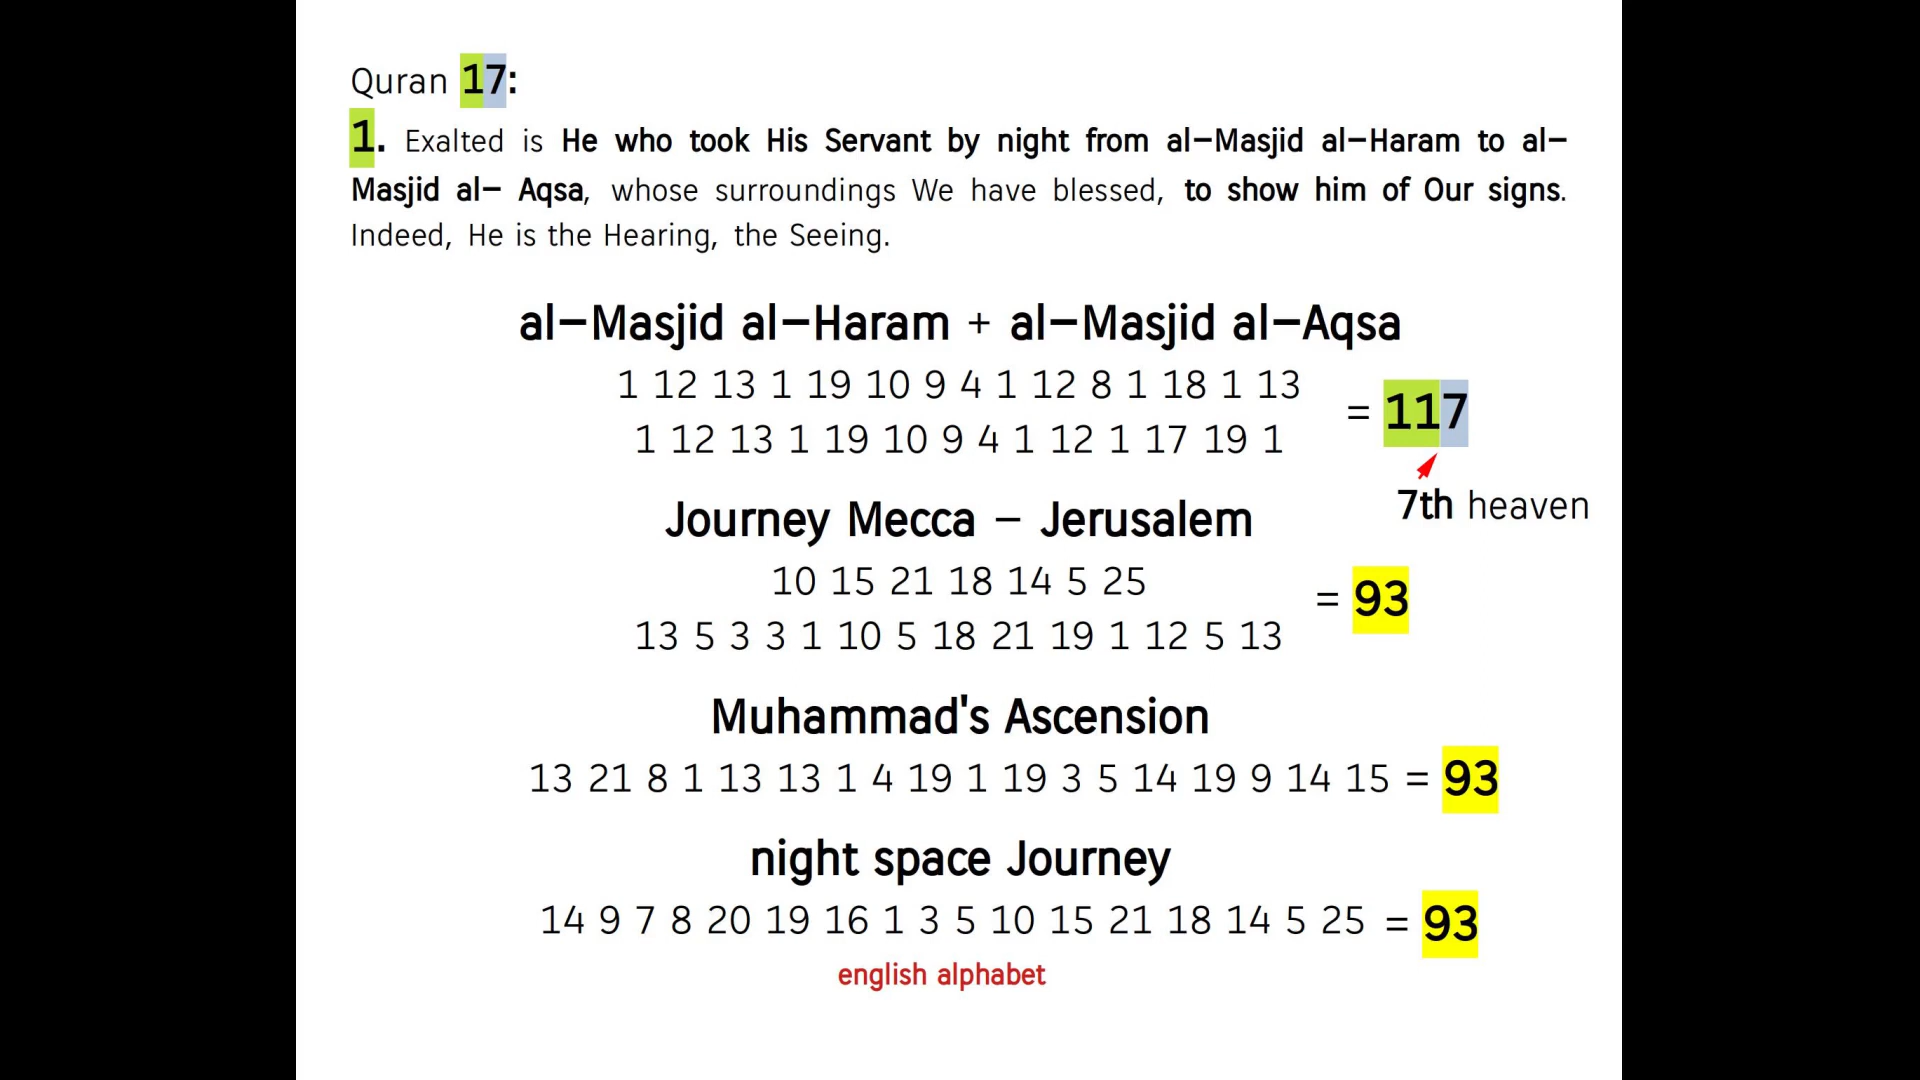 Quran 17:
1. Exalted is He who took His Servant by night from al–Masjid al–Haram to al–
Masjid al– Aqsa, whose surroundings We have blessed, to show him of Our signs.
Indeed, He is the Hearing, the Seeing.
al–Masjid al–Haram + al–Masjid al–Aqsa
1 12 13 1 19 10 9 4 1 12 8 1 18 1 13
1 12 13 1 19 10 9 4 1 12 1 17 19 1
= 117
7th heaven
Journey Mecca – Jerusalem
10 15 21 18 14 5 25
13 5 3 3 1 10 5 18 21 19 1 12 5 13
= 93
Muhammad's Ascension
13 21 8 1 13 13 1 4 19 1 19 3 5 14 19 9 14 15 = 93
night space Journey
14 9 7 8 20 19 16 1 3 5 10 15 21 18 14 5 25 = 93
english alphabet